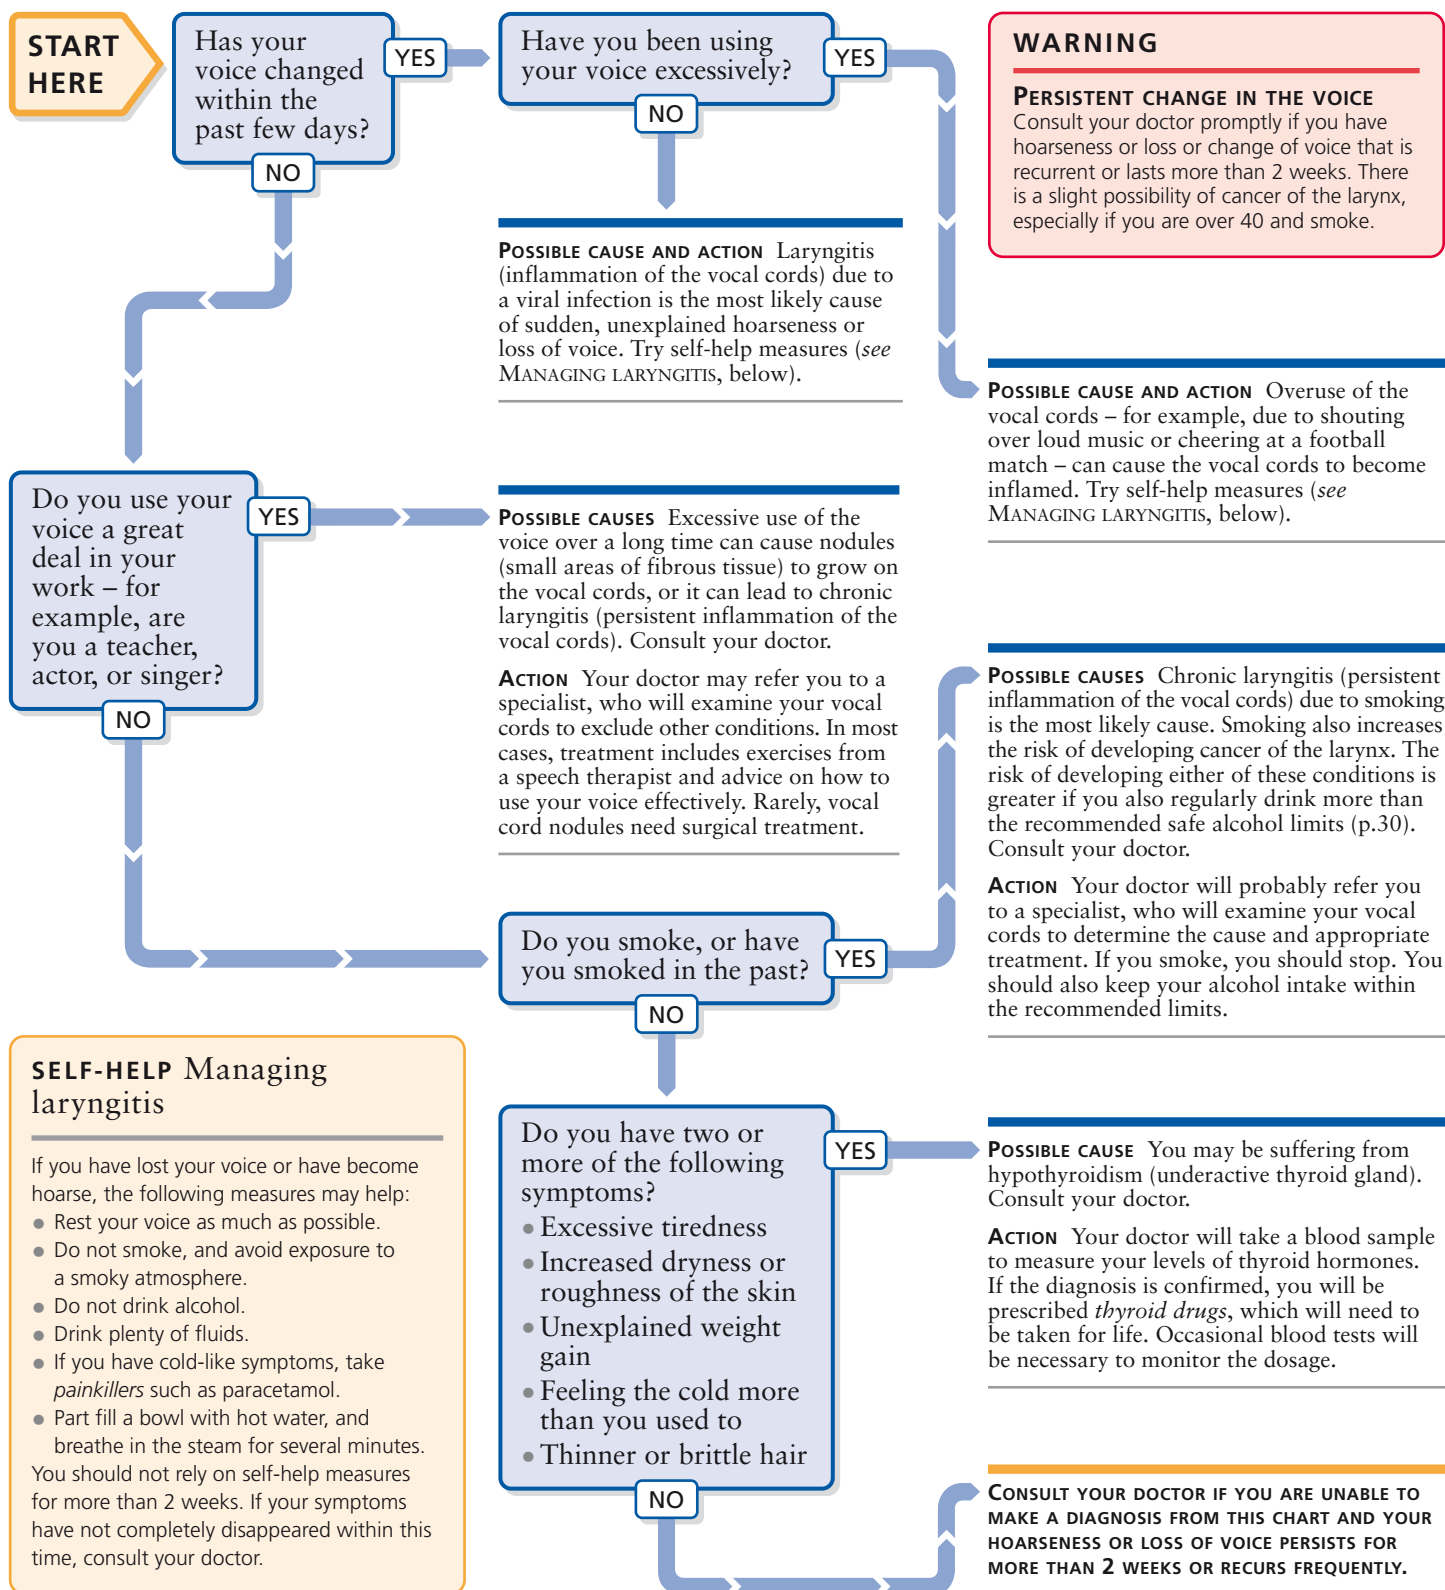 START
HERE
Has your
voice changed
within the
past few days?
YES
NO
Have you been using
your voice excessively?
YES
NO
WARNING
PERSISTENT CHANGE IN THE VOICE
Consult your doctor promptly if you have
hoarseness or loss or change of voice that is
recurrent or lasts more than 2 weeks. There
is a slight possibility of cancer of the larynx,
especially if you are over 40 and smoke.
POSSIBLE CAUSE AND ACTION Laryngitis
(inflammation of the vocal cords) due to
a viral infection is the most likely cause
of sudden, unexplained hoarseness or
loss of voice. Try self-help measures (see
MANAGING LARYNGITIS, below).
POSSIBLE CAUSE AND ACTION Overuse of the
vocal cords – for example, due to shouting
over loud music or cheering at a football
match – can cause the vocal cords to become
inflamed. Try self-help measures (see
MANAGING LARYNGITIS, below).
Do you use your
voice a great
deal in your
work – for
example, are
you a teacher,
actor, or singer?
YES
NO
POSSIBLE CAUSES Excessive use of the
voice over a long time can cause nodules
(small areas of fibrous tissue) to grow on
the vocal cords, or it can lead to chronic
laryngitis (persistent inflammation of the
vocal cords). Consult your doctor.
ACTION Your doctor may refer you to a
specialist, who will examine your vocal
cords to exclude other conditions. In most
cases, treatment includes exercises from
a speech therapist and advice on how to
use your voice effectively. Rarely, vocal
cord nodules need surgical treatment.
Do you smoke, or have
you smoked in the past?
YES
NO
POSSIBLE CAUSES Chronic laryngitis (persistent
inflammation of the vocal cords) due to smoking
is the most likely cause. Smoking also increases
the risk of developing cancer of the larynx. The
risk of developing either of these conditions is
greater if you also regularly drink more than
the recommended safe alcohol limits (p.30).
Consult your doctor.
ACTION Your doctor will probably refer you
to a specialist, who will examine your vocal
cords to determine the cause and appropriate
treatment. If you smoke, you should stop. You
should also keep your alcohol intake within
the recommended limits.
SELF-HELP Managing
laryngitis
If you have lost your voice or have become
hoarse, the following measures may help:
● Rest your voice as much as possible.
● Do not smoke, and avoid exposure to
a smoky atmosphere.
● Do not drink alcohol.
● Drink plenty of fluids.
● If you have cold-like symptoms, take
painkillers such as paracetamol.
● Part fill a bowl with hot water, and
breathe in the steam for several minutes.
You should not rely on self-help measures
for more than 2 weeks. If your symptoms
have not completely disappeared within this
time, consult your doctor.
Do you have two or
more of the following
symptoms?
● Excessive tiredness
● Increased dryness or
roughness of the skin
● Unexplained weight
gain
● Feeling the cold more
than you used to
● Thinner or brittle hair
YES
NO
POSSIBLE CAUSE You may be suffering from
hypothyroidism (underactive thyroid gland).
Consult your doctor.
ACTION Your doctor will take a blood sample
to measure your levels of thyroid hormones.
If the diagnosis is confirmed, you will be
prescribed thyroid drugs, which will need to
be taken for life. Occasional blood tests will
be necessary to monitor the dosage.
CONSULT YOUR DOCTOR IF YOU ARE UNABLE TO
MAKE A DIAGNOSIS FROM THIS CHART AND YOUR
HOARSENESS OR LOSS OF VOICE PERSISTS FOR
MORE THAN 2 WEEKS OR RECURS FREQUENTLY.